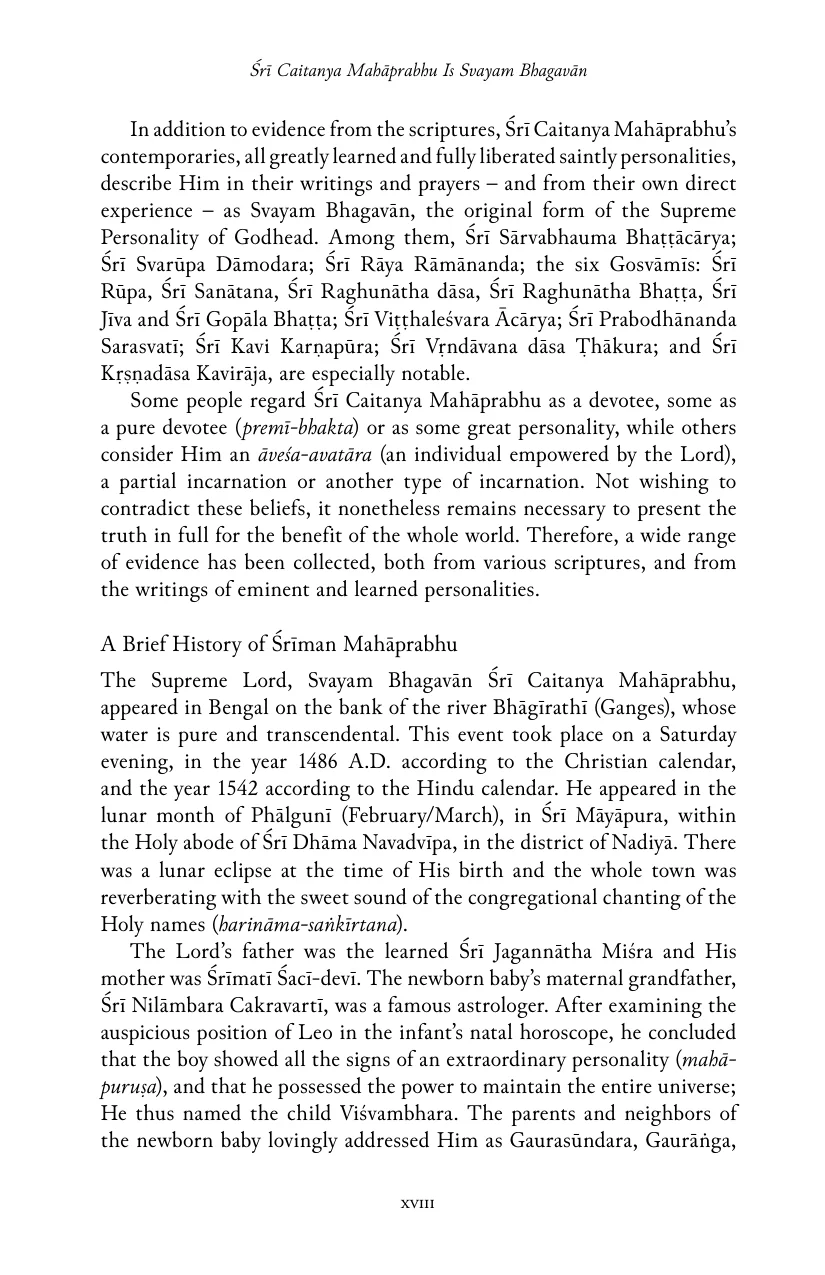 Śrī Caitanya Mahāprabhu Is Svayam Bhagavān
In addition to evidence from the scriptures, Śrī Caitanya Mahāprabhu’s
contemporaries, all greatly learned and fully liberated saintly personalities,
describe Him in their writings and prayers – and from their own direct
experience – as Svayam Bhagavān, the original form of the Supreme
Personality of Godhead. Among them, Śrī Sārvabhauma Bhaṭṭācārya;
Śrī Svarūpa Dāmodara; Śrī Rāya Rāmānanda; the six Gosvāmīs: Śrī
Rūpa, Śrī Sanātana, Śrī Raghunātha dāsa, Śrī Raghunātha Bhaṭṭa, Śrī
Jīva and Śrī Gopāla Bhaṭṭa; Śrī Viṭṭhaleśvara Ācārya; Śrī Prabodhānanda
Sarasvatī; Śrī Kavi Karṇapūra; Śrī Vṛndāvana dāsa Ṭhākura; and Śrī
Kṛṣṇadāsa Kavirāja, are especially notable.
Some people regard Śrī Caitanya Mahāprabhu as a devotee, some as
a pure devotee (premī-bhakta) or as some great personality, while others
consider Him an āveśa-avatāra (an individual empowered by the Lord),
a partial incarnation or another type of incarnation. Not wishing to
contradict these beliefs, it nonetheless remains necessary to present the
truth in full for the benefit of the whole world. Therefore, a wide range
of evidence has been collected, both from various scriptures, and from
the writings of eminent and learned personalities.
A Brief History of Śrīman Mahāprabhu
The Supreme Lord, Svayam Bhagavān Śrī Caitanya Mahāprabhu,
appeared in Bengal on the bank of the river Bhāgīrathī (Ganges), whose
water is pure and transcendental. This event took place on a Saturday
evening, in the year 1486 A.D. according to the Christian calendar,
and the year 1542 according to the Hindu calendar. He appeared in the
lunar month of Phālgunī (February/March), in Śrī Māyāpura, within
the Holy abode of Śrī Dhāma Navadvīpa, in the district of Nadiyā. There
was a lunar eclipse at the time of His birth and the whole town was
reverberating with the sweet sound of the congregational chanting of the
Holy names (harināma-saṅkīrtana).
The Lord’s father was the learned Śrī Jagannātha Miśra and His
mother was Śrīmatī Śacī-devī. The newborn baby’s maternal grandfather,
Śrī Nilāmbara Cakravartī, was a famous astrologer. After examining the
auspicious position of Leo in the infant’s natal horoscope, he concluded
that the boy showed all the signs of an extraordinary personality (mahā-
puruṣa), and that he possessed the power to maintain the entire universe;
He thus named the child Viśvambhara. The parents and neighbors of
the newborn baby lovingly addressed Him as Gaurasūndara, Gaurāṅga,
XVIII